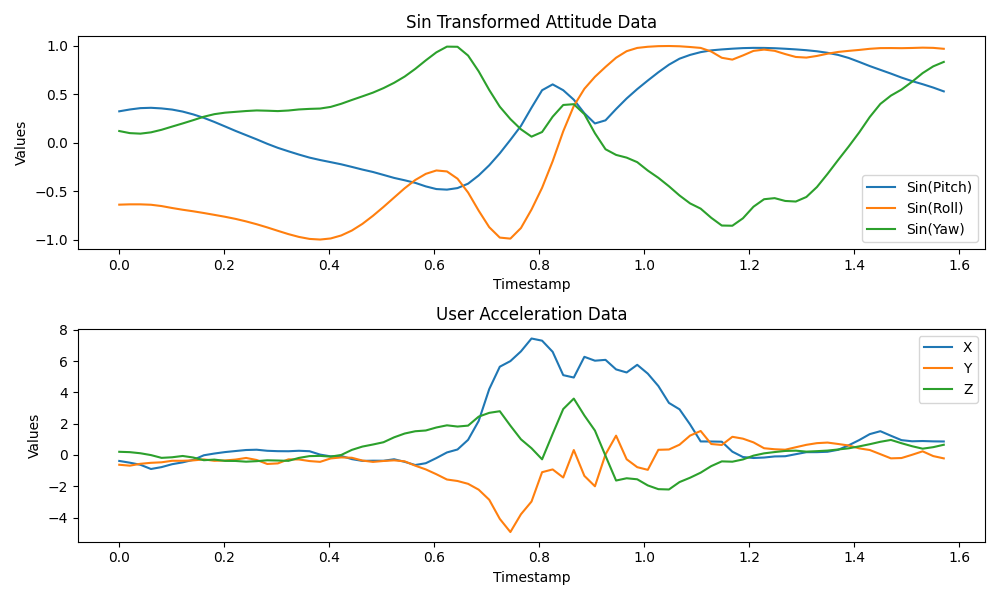 Sin Transformed Attitude Data
Values
1.0
0.5
0.0
−0.5
−1.0
Sin(Pitch)
Sin(Roll)
Sin(Yaw)
0.0 0.2 0.4 0.6 0.8 1.0 1.2 1.4 1.6
Timestamp
User Acceleration Data
Values
8
6
4
2
0
−2
−4
X
Y
Z
0.0 0.2 0.4 0.6 0.8 1.0 1.2 1.4 1.6
Timestamp